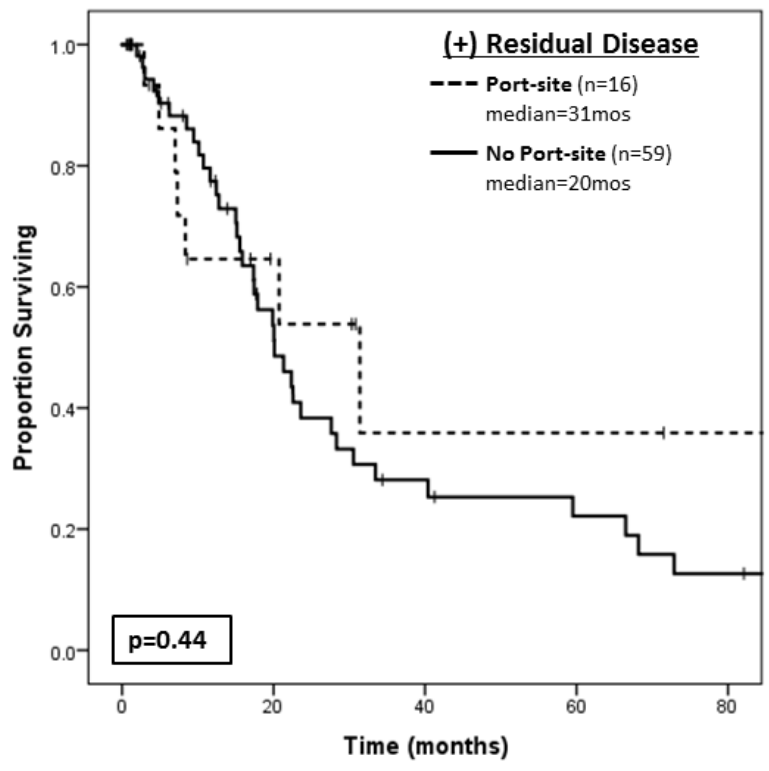 (+) Residual Disease
Port-site (n=16)
median=31mos
No Port-site (n=59)
median=20mos
Proportion Surviving
1.0
0.8
0.6
0.4
0.2
0.0
p=0.44
0 20 40 60 80
Time (months)